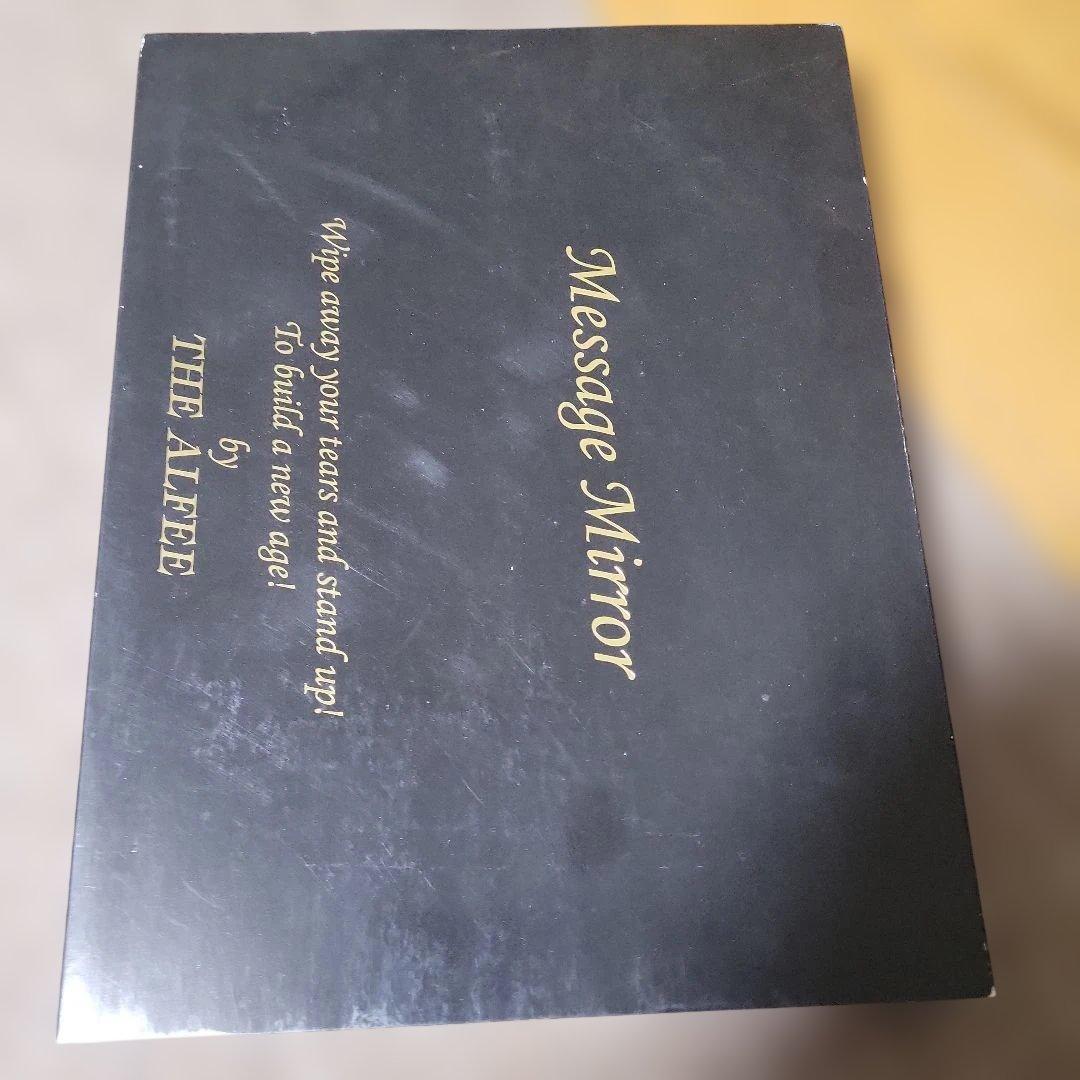 Message Mirror
Wipe away your tears and stand up!
To build a new age!
by
THE ALFEE